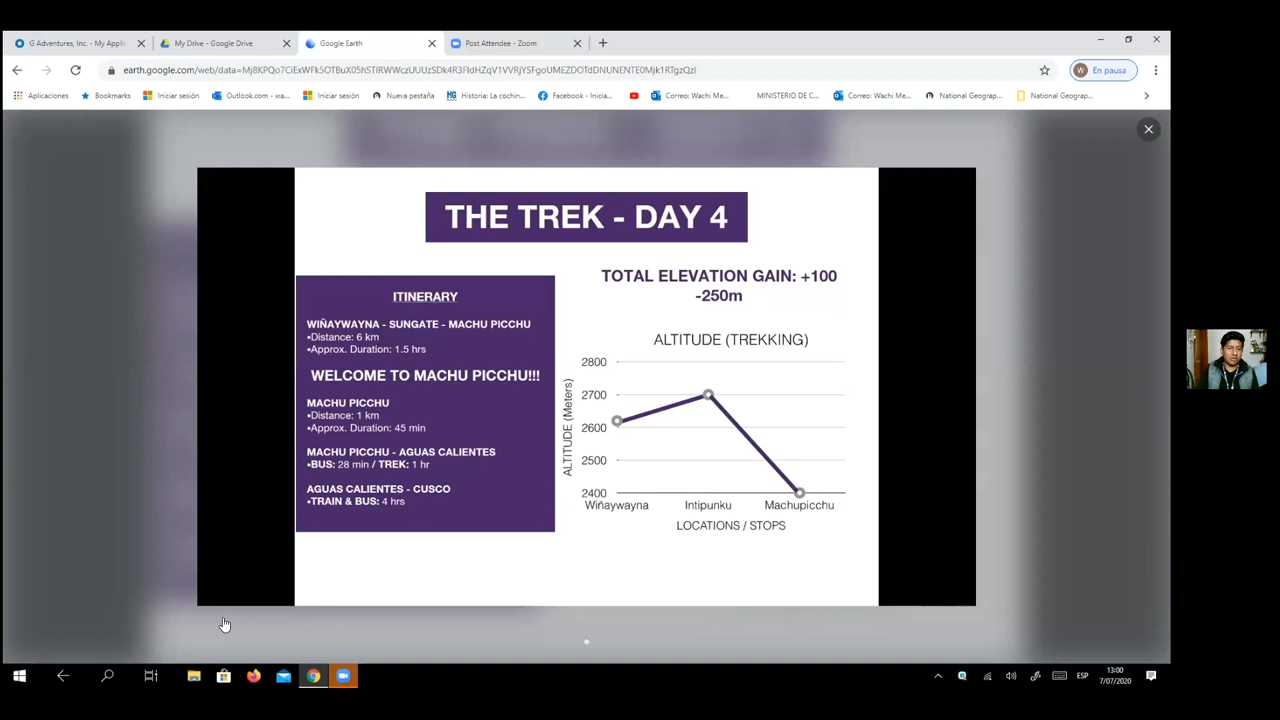 G Adventures, Inc. - My Applic
My Drive - Google Drive
Google Earth
Post Attendee - Zoom
W En pausa
Aplicaciones
Bookmarks
Iniciar sesión
Outlook.com - wa...
Iniciar sesión
Nueva pestaña
Historia: La cochin...
Facebook - Inicia...
Correo: Wachi Me...
MINISTERIO DE C...
Correo: Wachi Me...
National Geograp...
National Geograp...
THE TREK - DAY 4
ITINERARY
WIÑAYWAYNA - SUNGATE - MACHU PICCHU
•Distance: 6 km
•Approx. Duration: 1.5 hrs
WELCOME TO MACHU PICCHU!!!
MACHU PICCHU
•Distance: 1 km
•Approx. Duration: 45 min
MACHU PICCHU - AGUAS CALIENTES
•BUS: 28 min / TREK: 1 hr
AGUAS CALIENTES - CUSCO
•TRAIN & BUS: 4 hrs
TOTAL ELEVATION GAIN: +100
-250m
ALTITUDE (TREKKING)
ALTITUDE (Meters)
2800
2700
2600
2500
2400
Wiñaywayna
Intipunku
Machupicchu
LOCATIONS / STOPS
ESP
13:00
7/07/2020